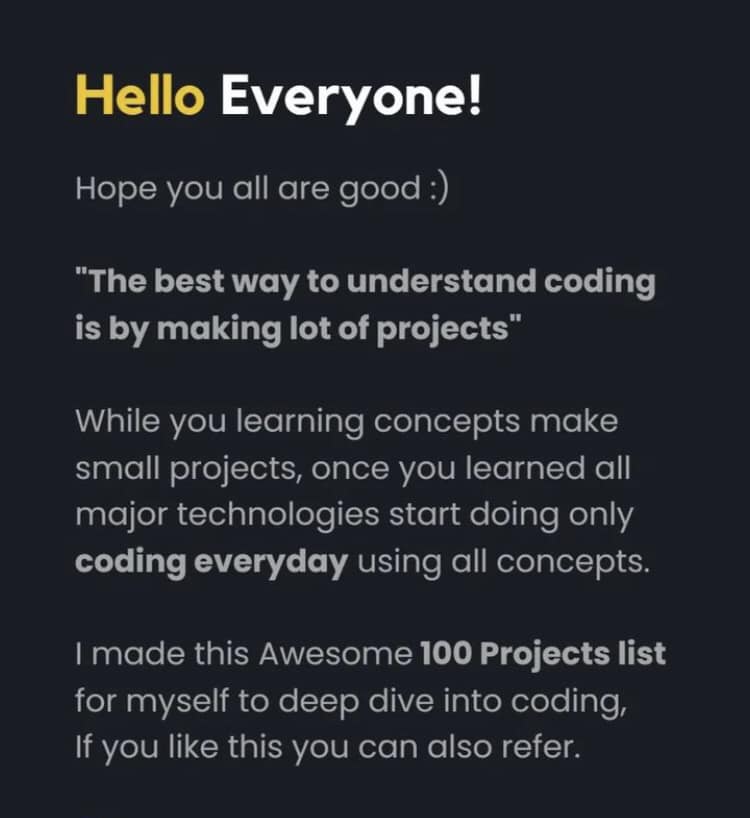 Hello Everyone!
Hope you all are good :)
"The best way to understand coding
is by making lot of projects"
While you learning concepts make
small projects, once you learned all
major technologies start doing only
coding everyday using all concepts.
I made this Awesome 100 Projects list
for myself to deep dive into coding,
If you like this you can also refer.